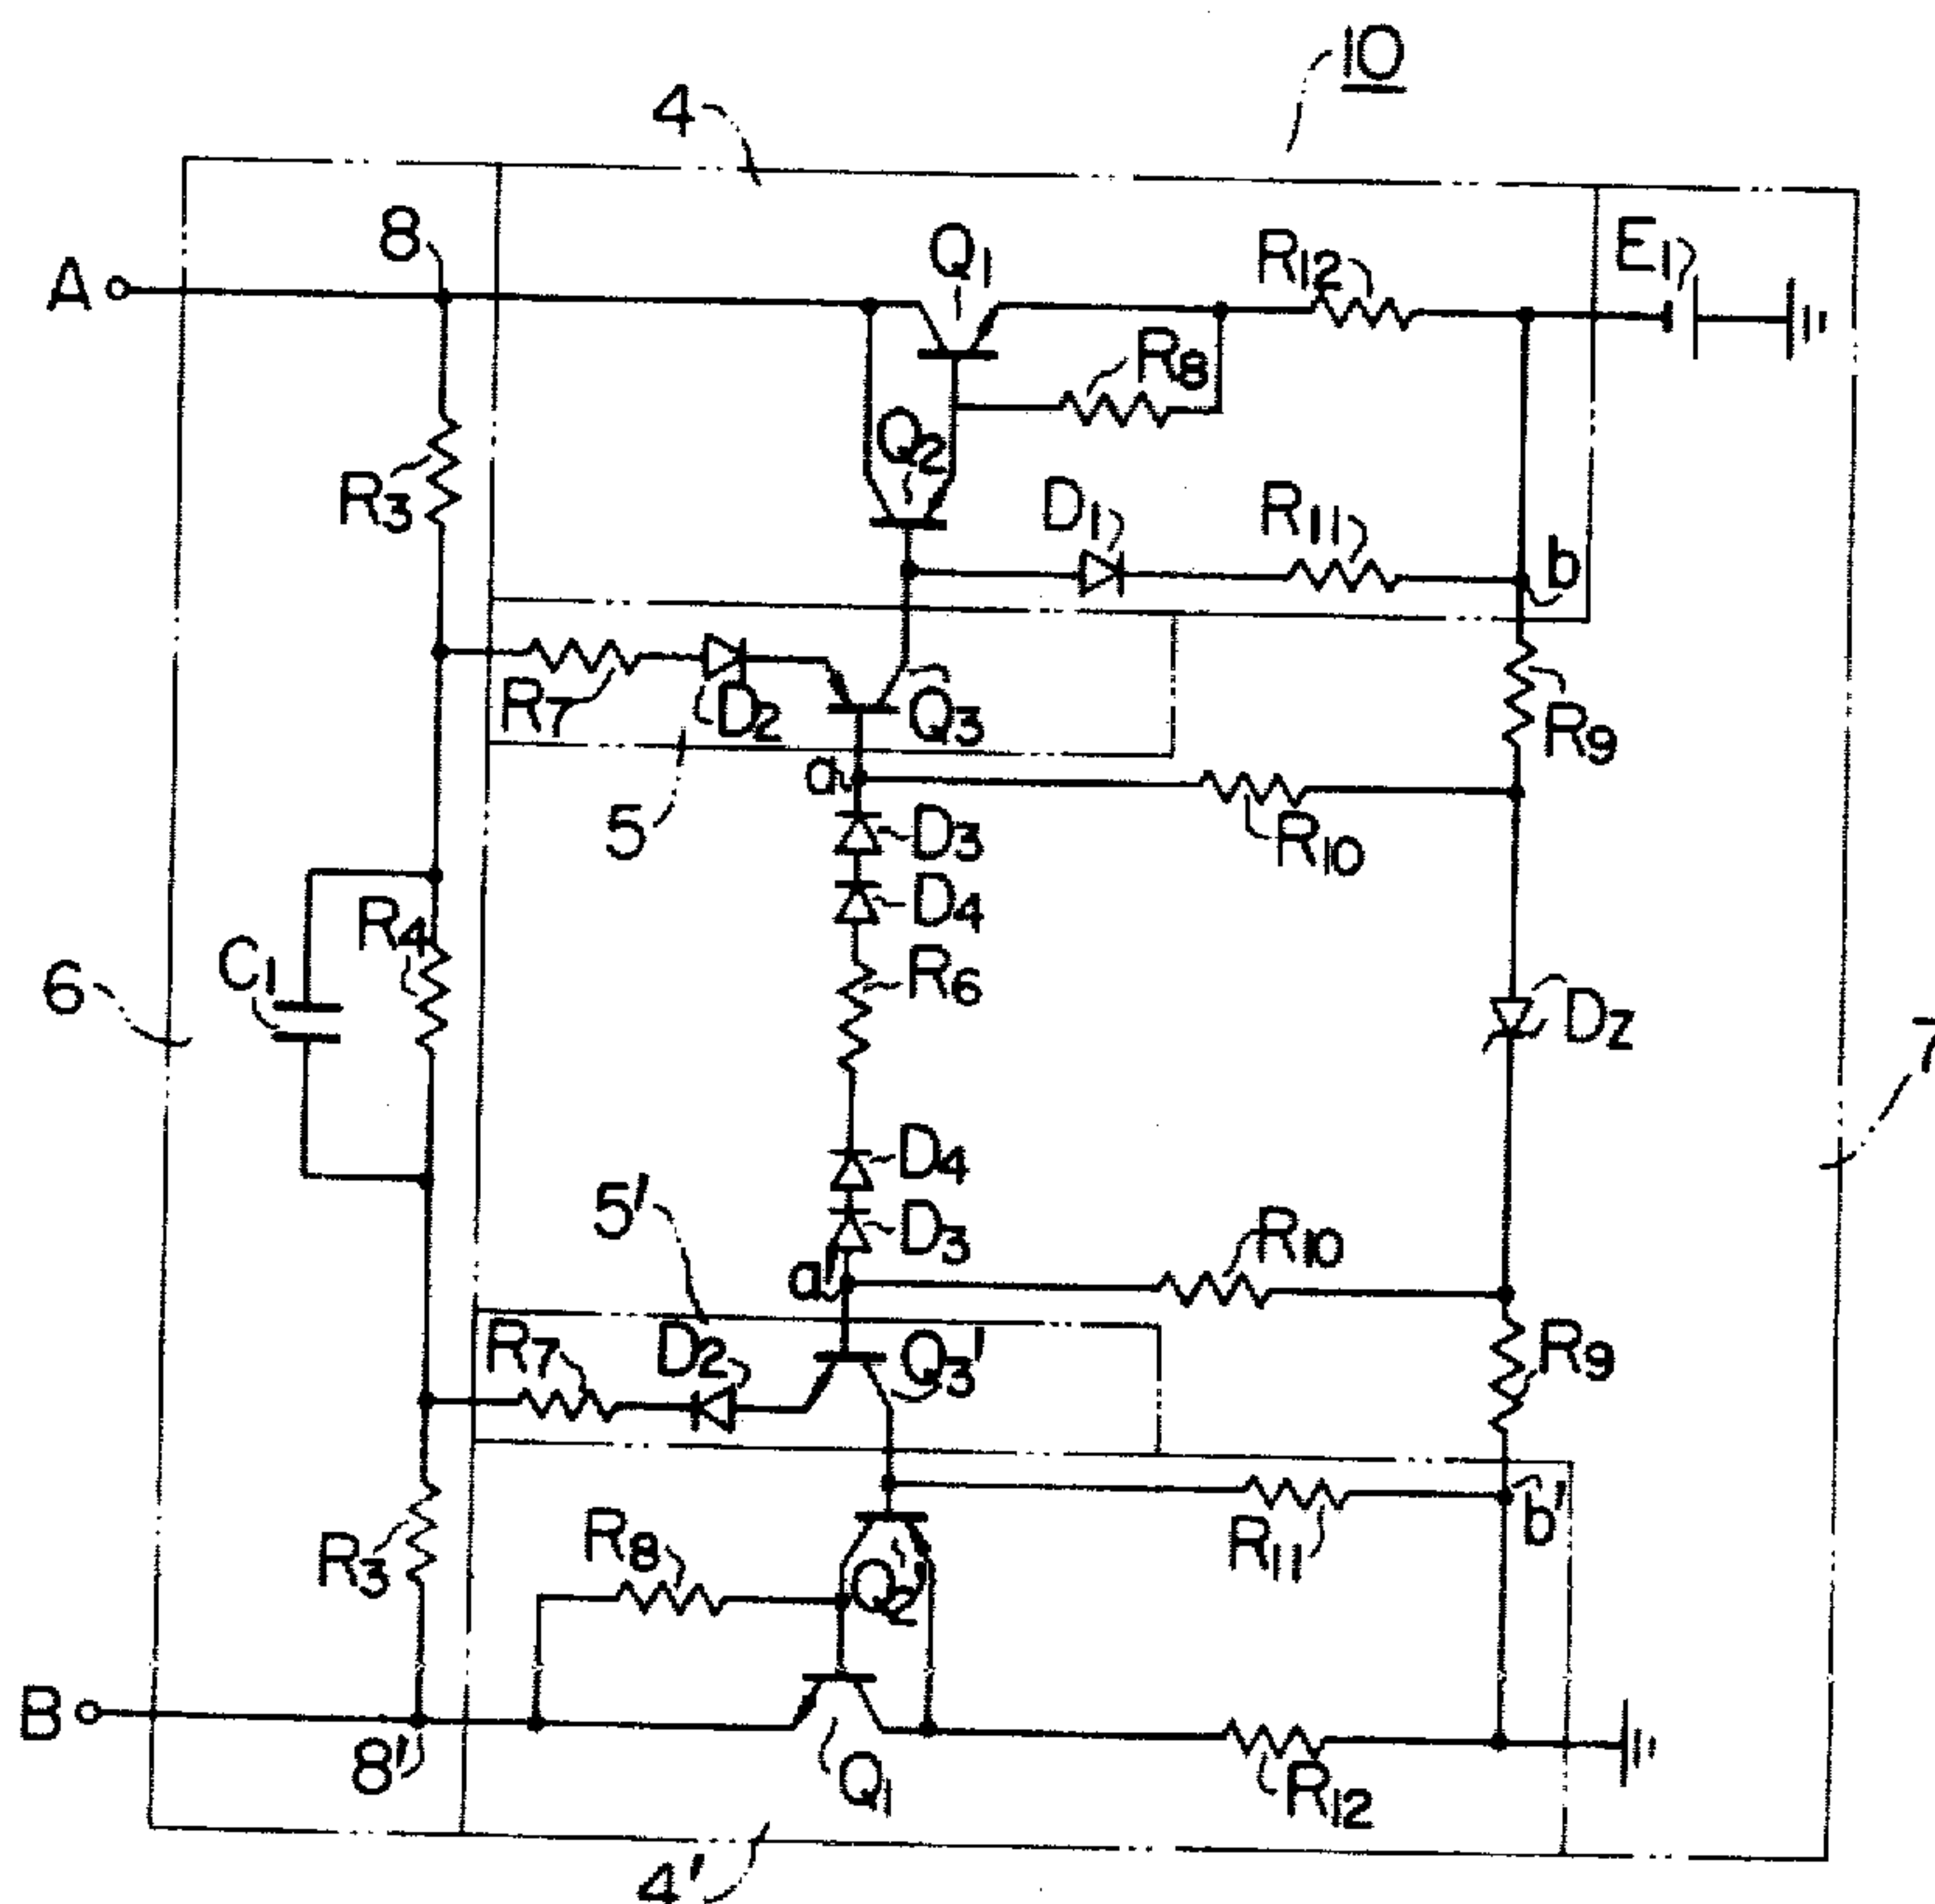 10
4
8
Q1
R12
E1
A
R8
Q2
R3
D1
R11
b
R7
D2
Q3
R9
a
5
D3
R10
D4
R4
C1
R6
6
Dz
7
D4
5'
D3
R10
a'
R7
D2
Q3'
R9
R8
R11
b'
R3
Q2'
B
8'
Q1
R12
4'